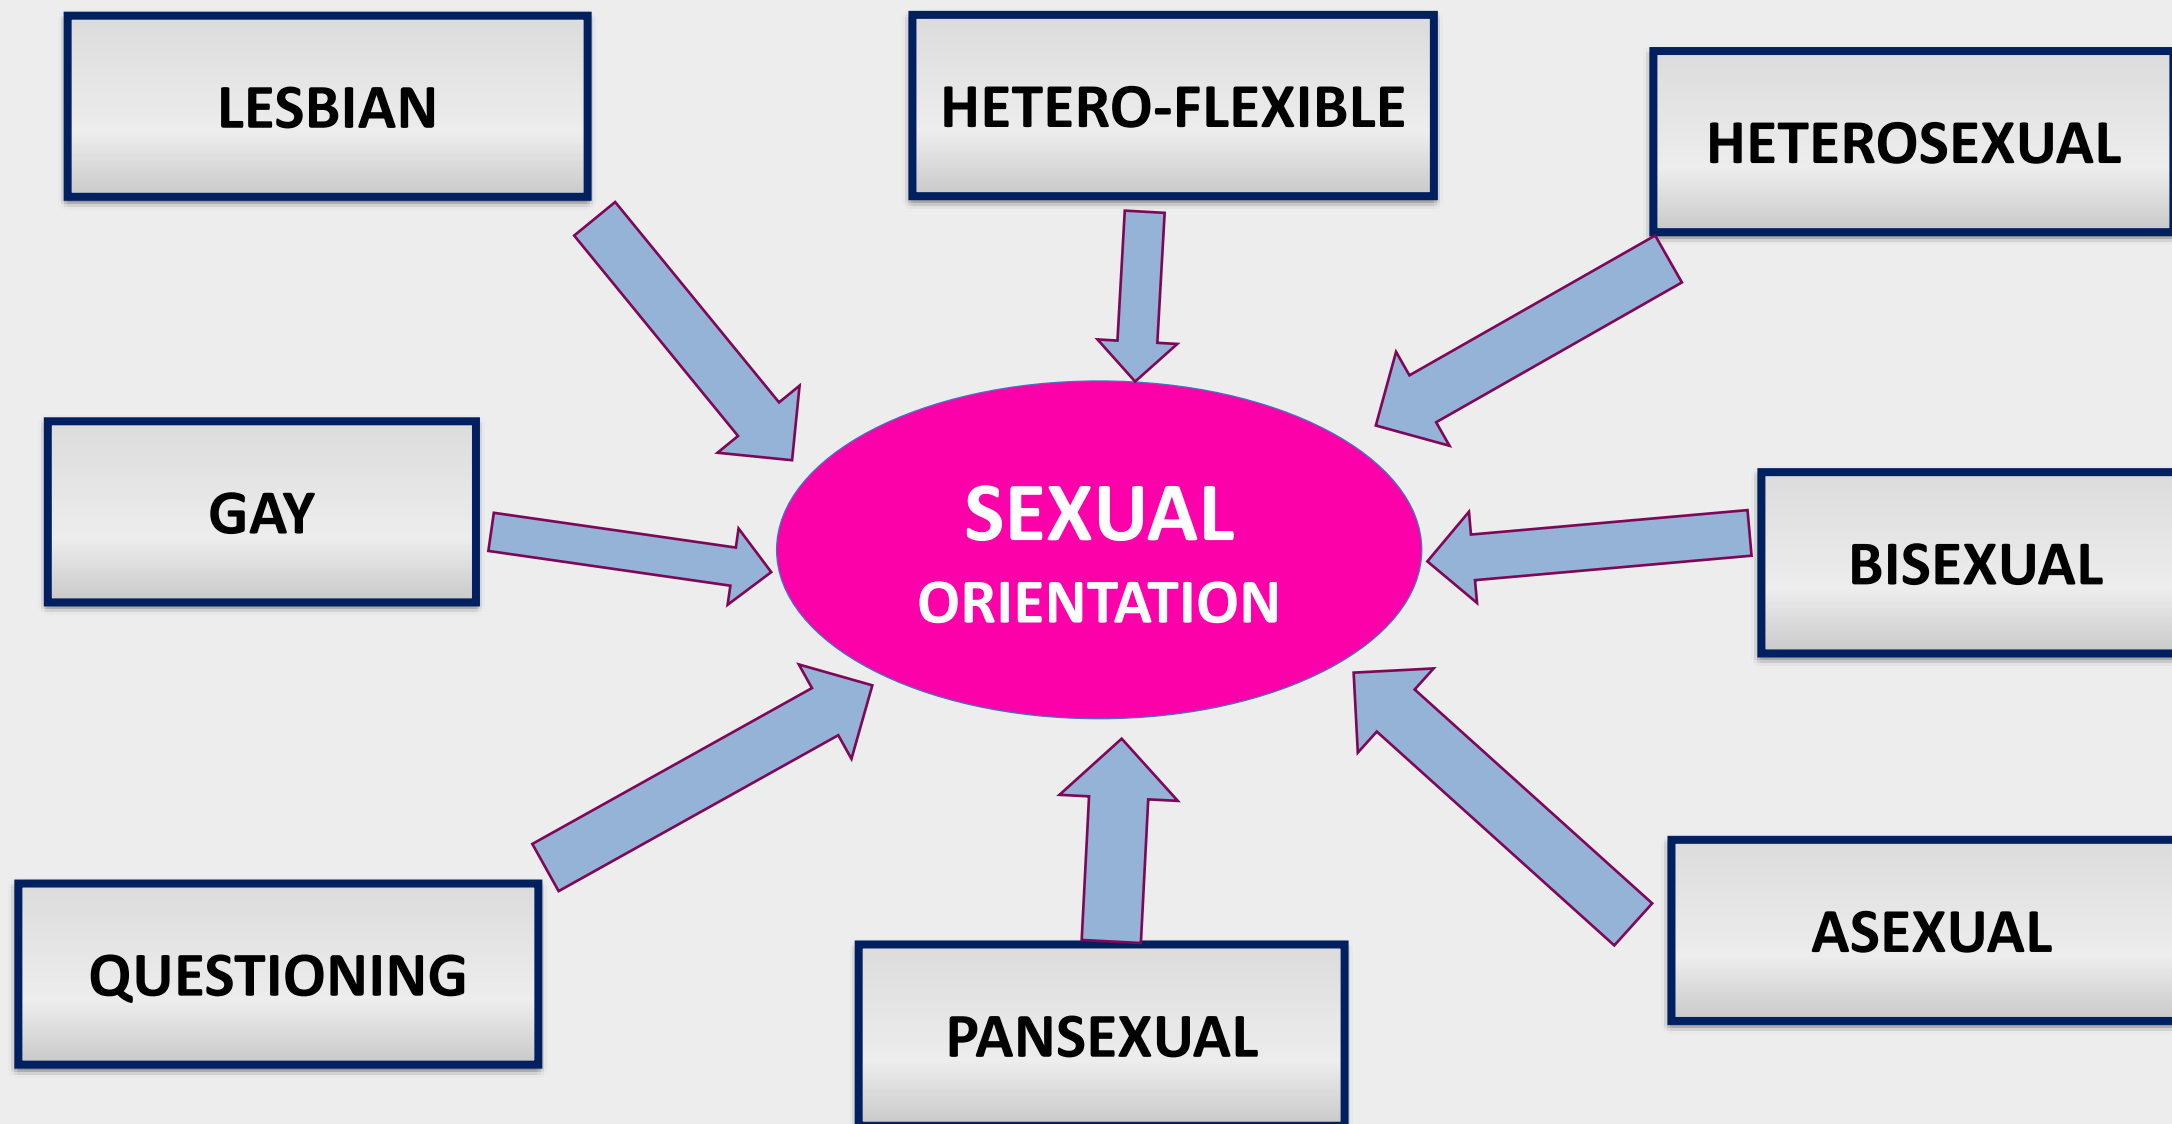 LESBIAN
HETERO-FLEXIBLE
HETEROSEXUAL
GAY
SEXUAL
ORIENTATION
BISEXUAL
QUESTIONING
PANSEXUAL
ASEXUAL